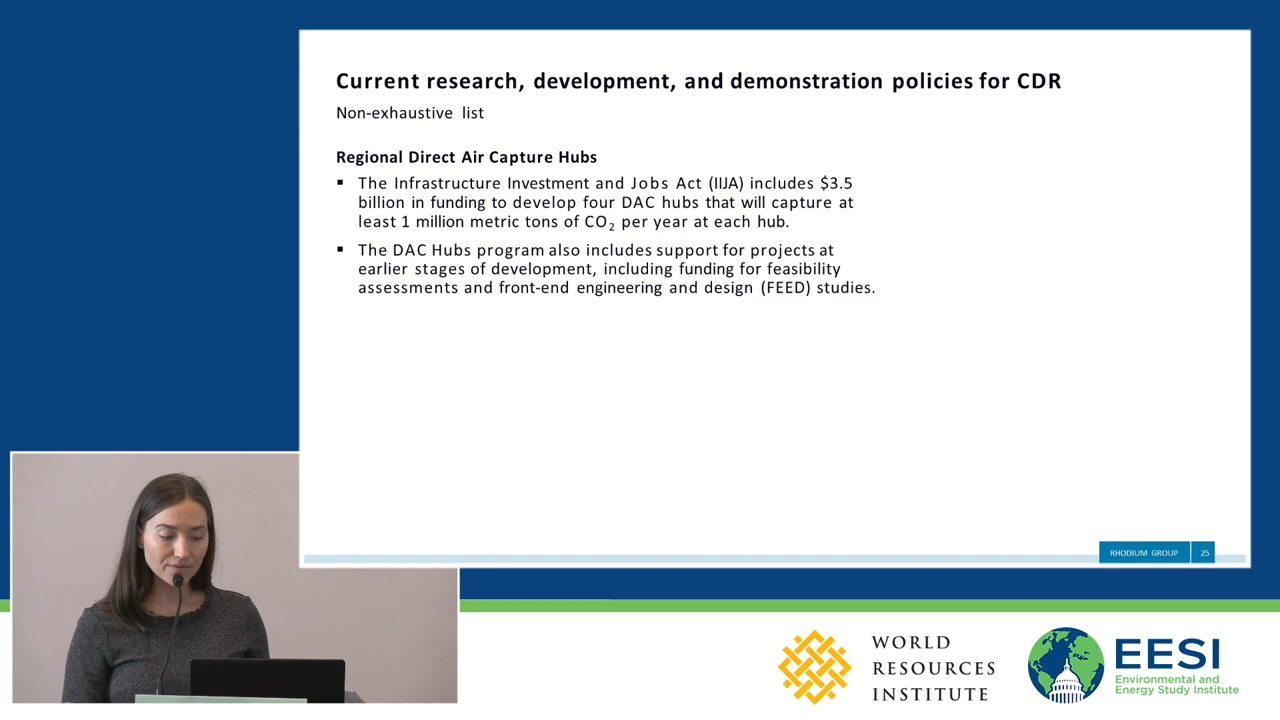 Current research, development, and demonstration policies for CDR
Non-exhaustive list
Regional Direct Air Capture Hubs
▪ The Infrastructure Investment and Jobs Act (IIJA) includes $3.5
billion in funding to develop four DAC hubs that will capture at
least 1 million metric tons of CO₂ per year at each hub.
▪ The DAC Hubs program also includes support for projects at
earlier stages of development, including funding for feasibility
assessments and front-end engineering and design (FEED) studies.
RHODIUM GROUP 25
WORLD
RESOURCES
INSTITUTE
EESI
Environmental and
Energy Study Institute